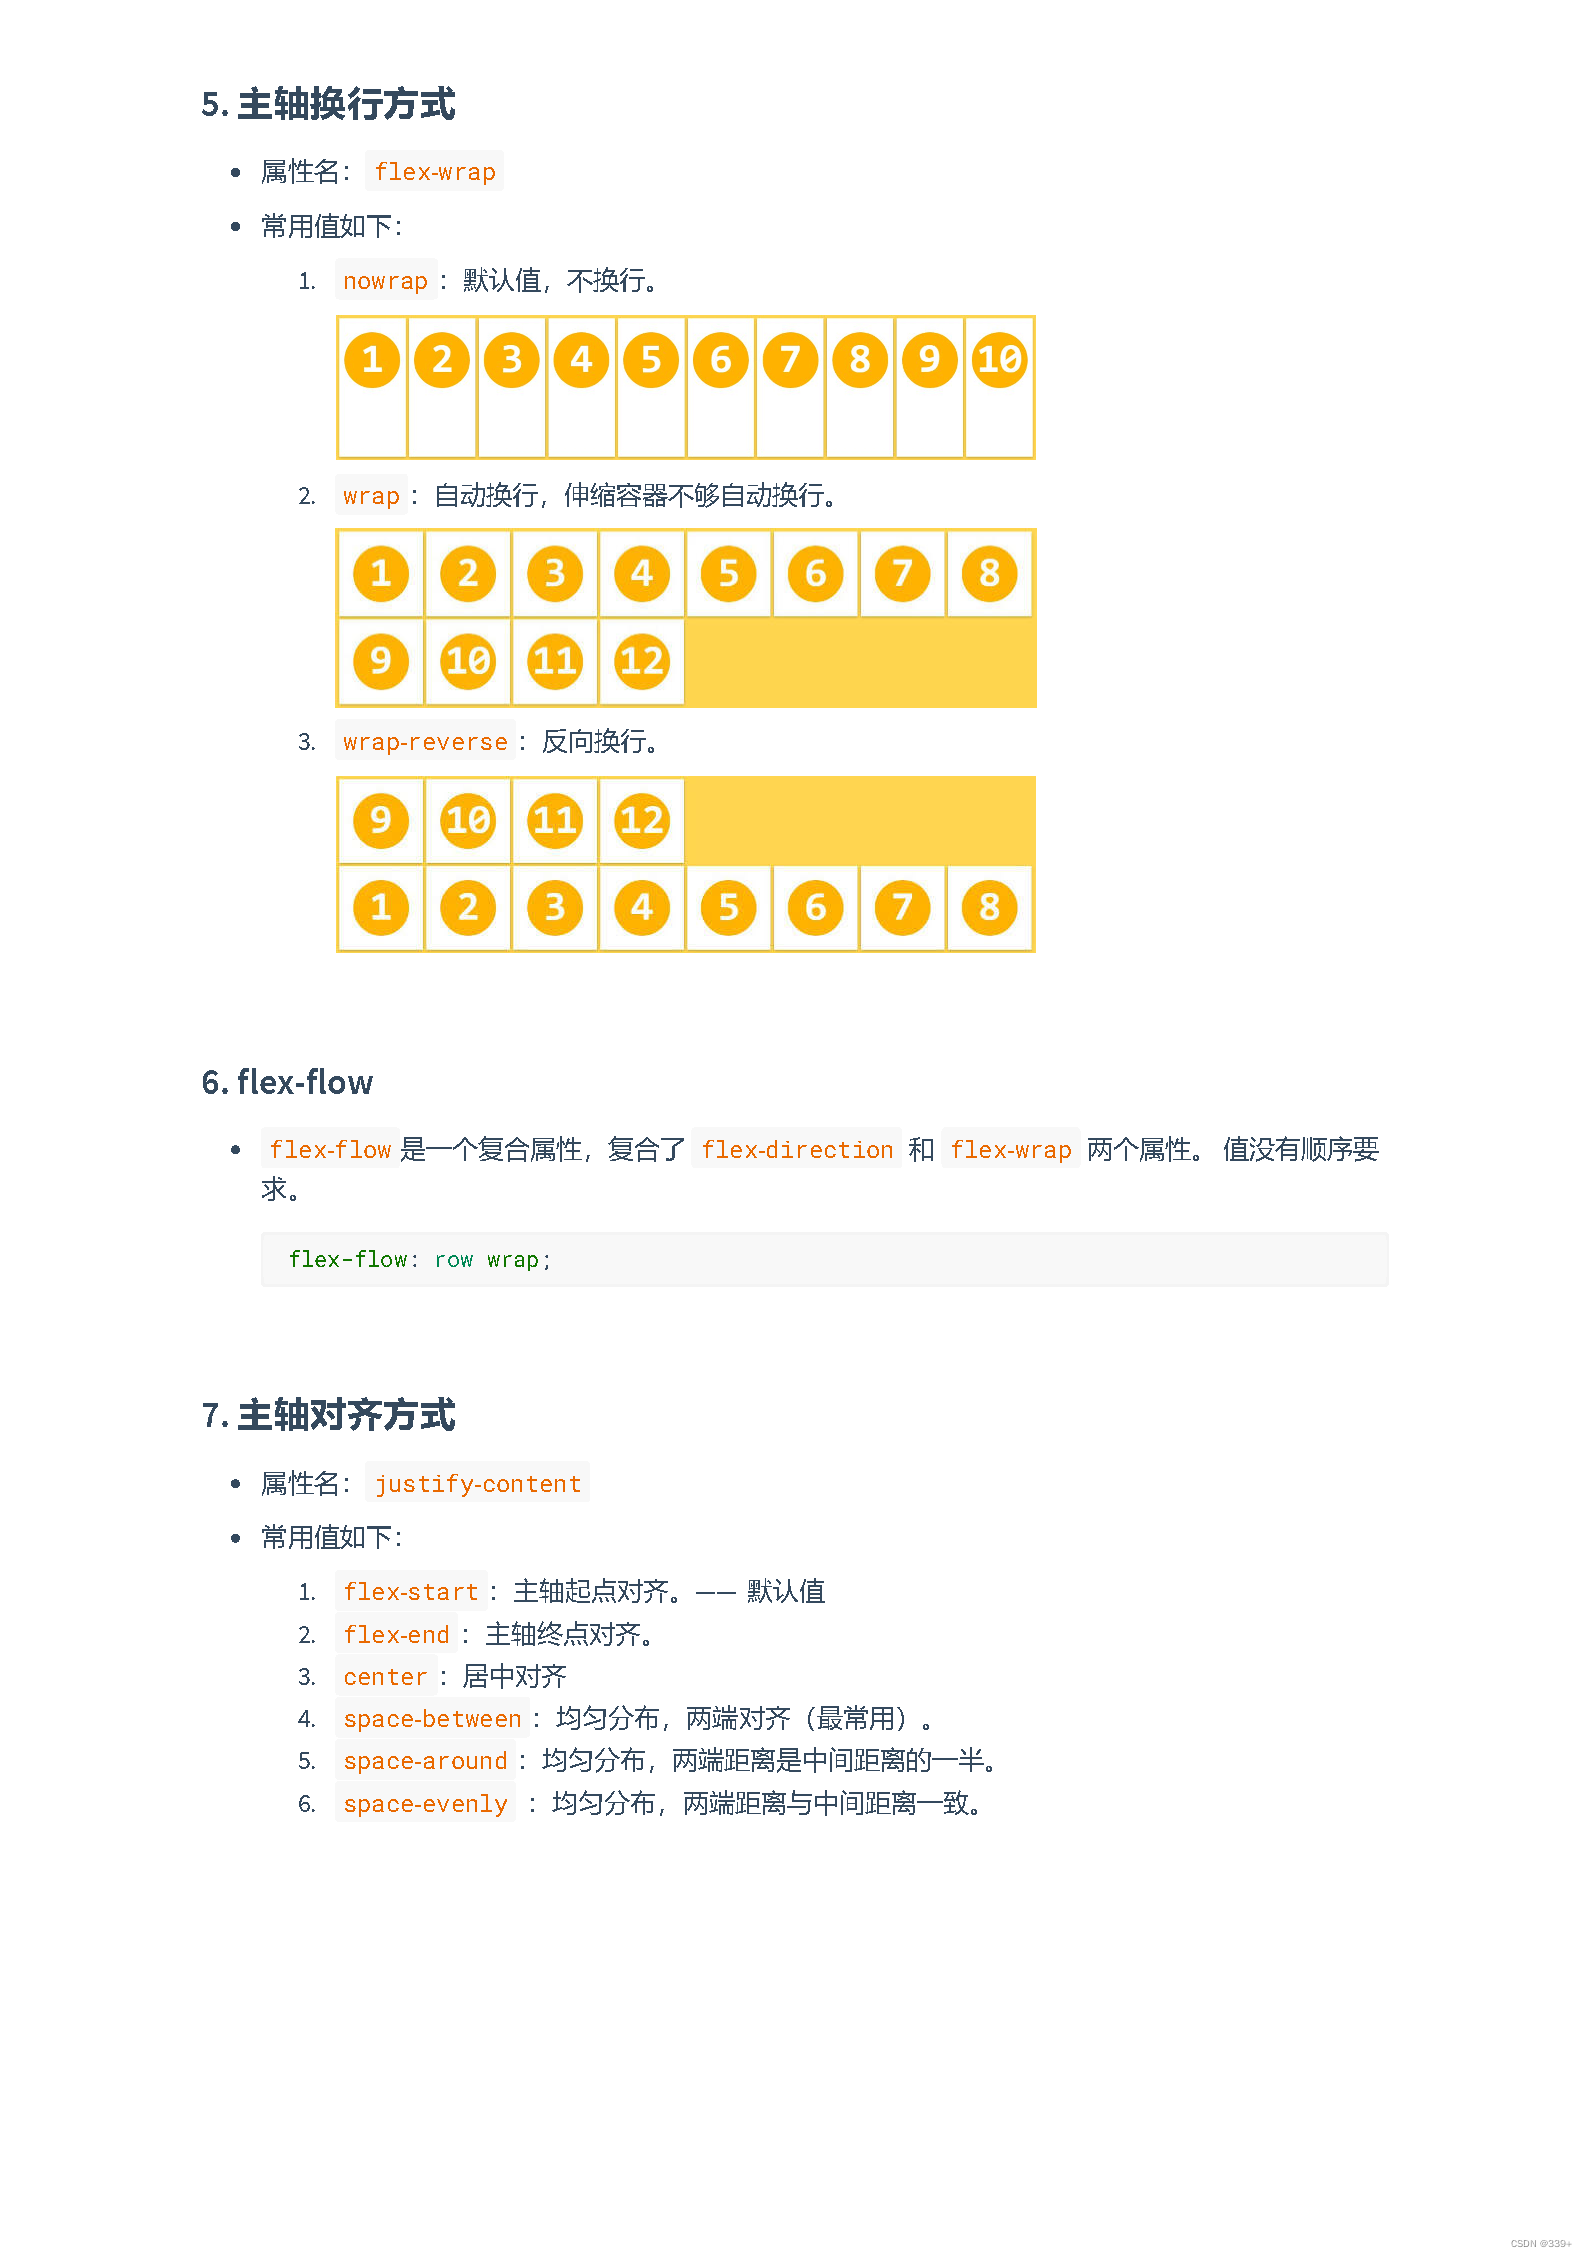 5. 主轴换行方式
属性名：flex-wrap
常用值如下：
1. nowrap：默认值，不换行。
1 2 3 4 5 6 7 8 9 10
2. wrap：自动换行，伸缩容器不够自动换行。
1 2 3 4 5 6 7 8
9 10 11 12
3. wrap-reverse：反向换行。
9 10 11 12
1 2 3 4 5 6 7 8
6. flex-flow
flex-flow是一个复合属性，复合了 flex-direction 和 flex-wrap 两个属性。 值没有顺序要
求。
flex-flow: row wrap;
7. 主轴对齐方式
属性名：justify-content
常用值如下：
1. flex-start：主轴起点对齐。—— 默认值
2. flex-end：主轴终点对齐。
3. center：居中对齐
4. space-between：均匀分布，两端对齐（最常用）。
5. space-around：均匀分布，两端距离是中间距离的一半。
6. space-evenly ：均匀分布，两端距离与中间距离一致。
CSDN @339+